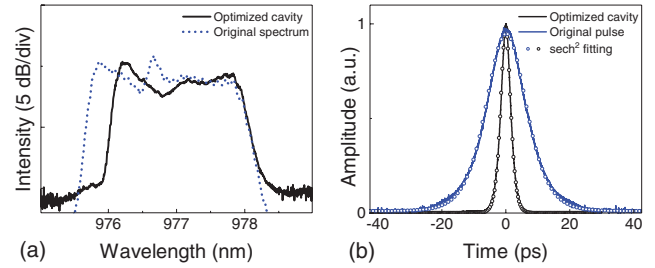 Optimized cavity
Original spectrum
Intensity (5 dB/div)
976 977 978
(a) Wavelength (nm)
Optimized cavity
Original pulse
sech² fitting
Amplitude (a.u.)
1
0
-40 -20 0 20 40
(b) Time (ps)